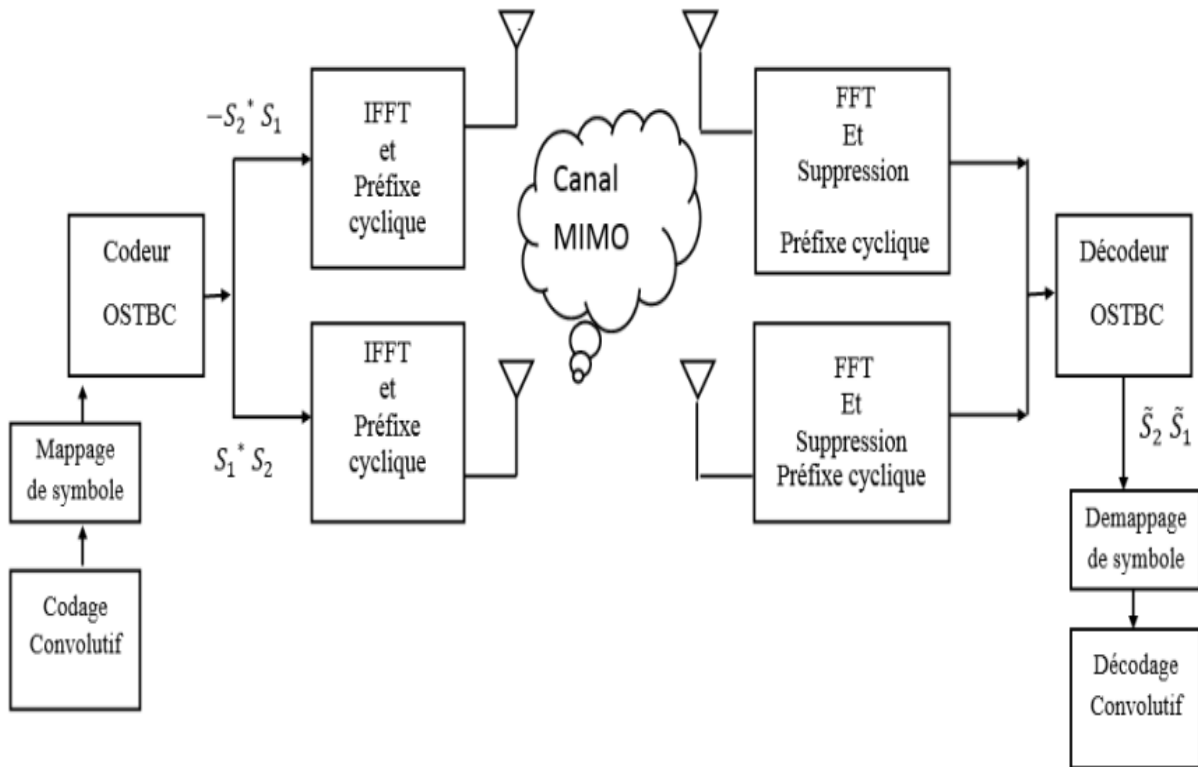 −S₂* S₁
IFFT
et
Préfixe
cyclique
Canal
MIMO
FFT
Et
Suppression
Préfixe cyclique
Codeur
OSTBC
Décodeur
OSTBC
S₁* S₂
IFFT
et
Préfixe
cyclique
FFT
Et
Suppression
Préfixe cyclique
S̃₂ S̃₁
Mappage
de symbole
Demappage
de symbole
Codage
Convolutif
Décodage
Convolutif